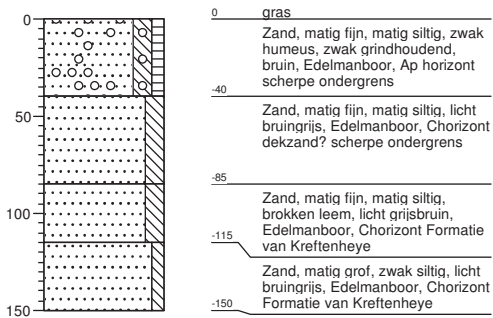 0
50
100
150
0 gras
Zand, matig fijn, matig siltig, zwak
humeus, zwak grindhoudend,
bruin, Edelmanboor, Ap horizont
scherpe ondergrens
-40
Zand, matig fijn, matig siltig, licht
bruingrijs, Edelmanboor, Chorizont
dekzand? scherpe ondergrens
-85
Zand, matig fijn, matig siltig,
brokken leem, licht grijsbruin,
Edelmanboor, Chorizont Formatie
van Kreftenheye
-115
Zand, matig grof, zwak siltig, licht
bruingrijs, Edelmanboor, Chorizont
Formatie van Kreftenheye
-150